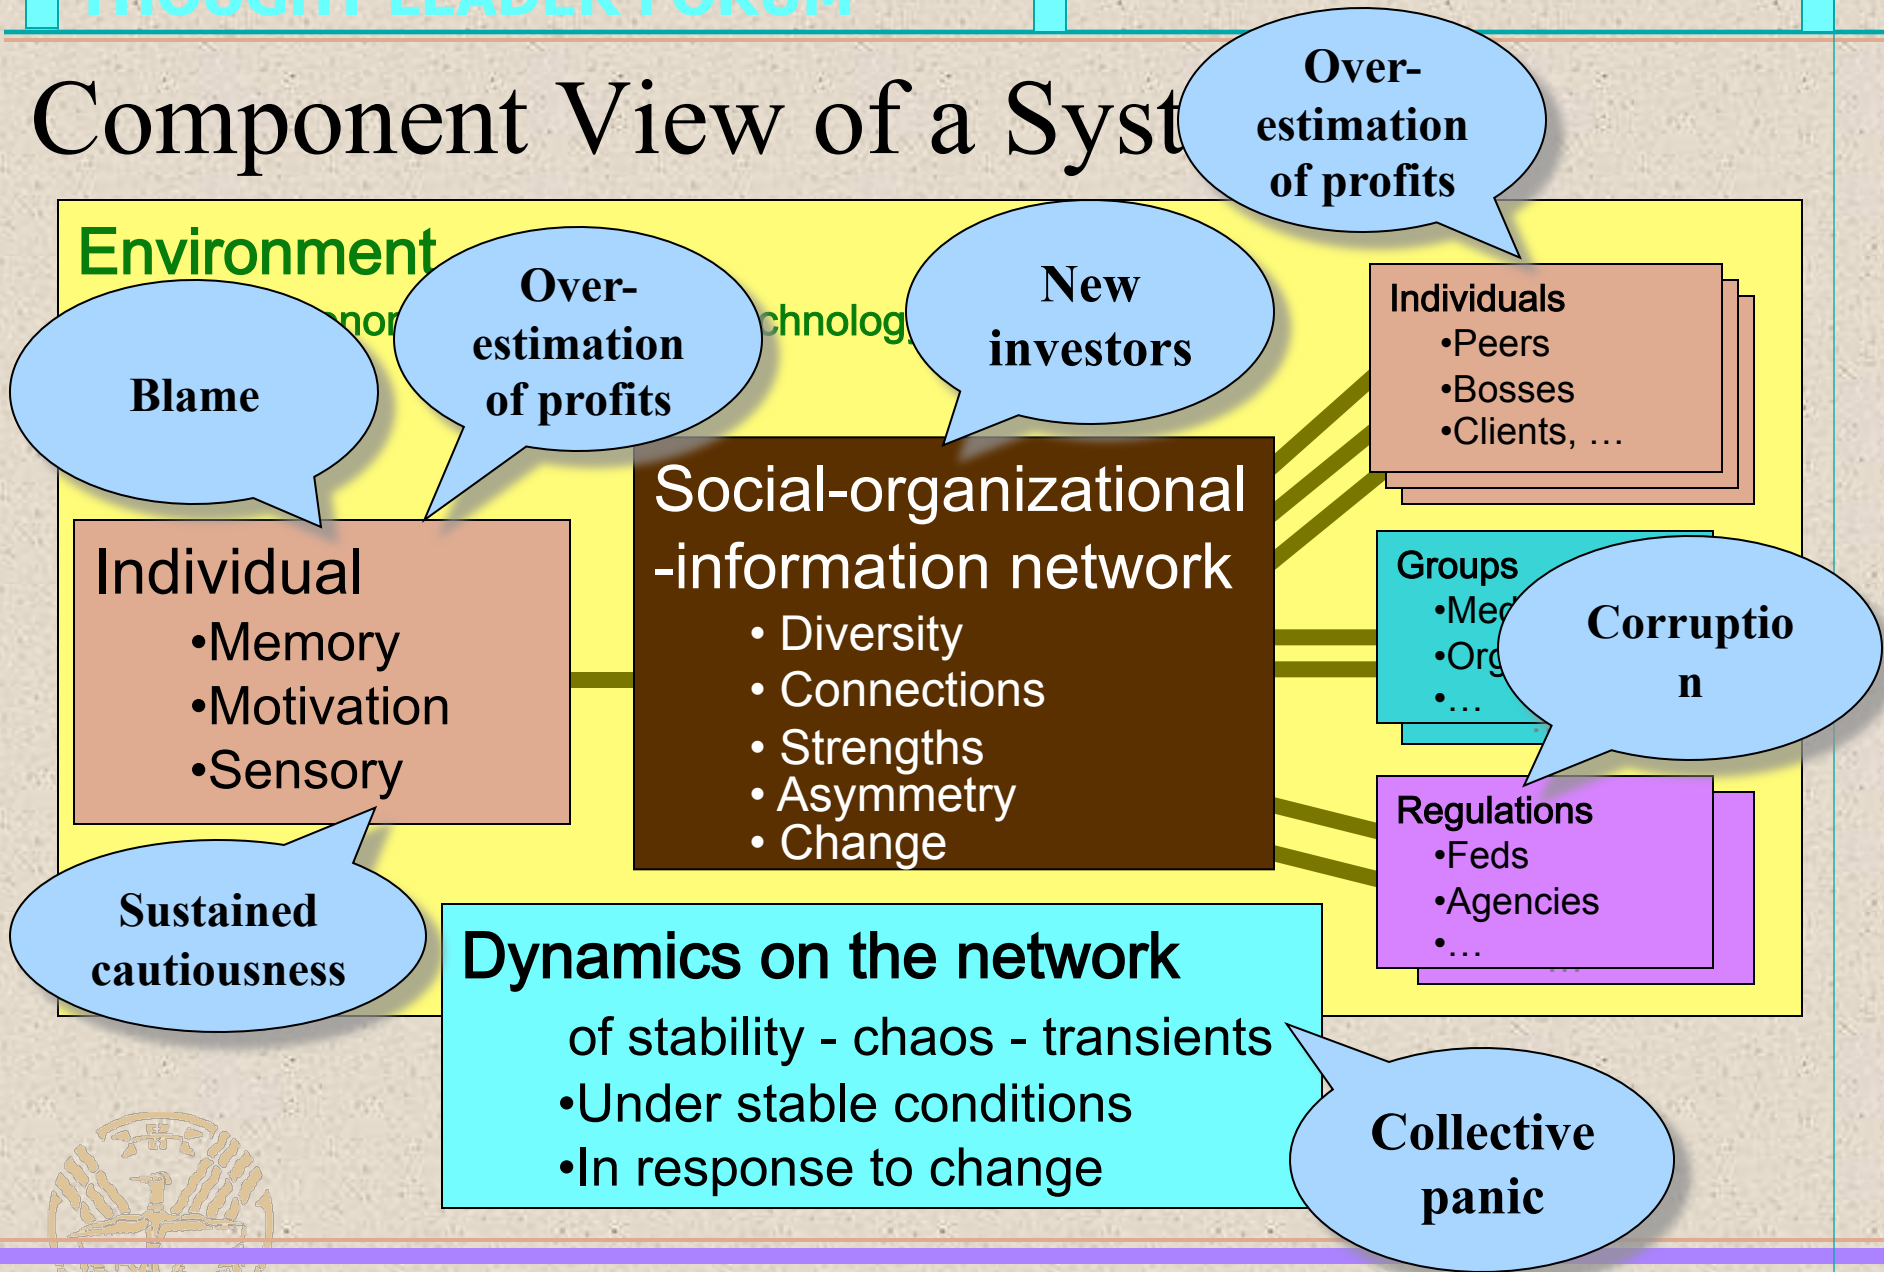 THOUGHT LEADER FORUM
Component View of a Syst
Over-
estimation
of profits
Environment
Over-
estimation
of profits
New
investors
Blame
Individuals
•Peers
•Bosses
•Clients, …
Individual
•Memory
•Motivation
•Sensory
Social-organizational
-information network
• Diversity
• Connections
• Strengths
• Asymmetry
• Change
Groups
•…
Corruptio
n
Regulations
•Feds
•Agencies
•…
…
Sustained
cautiousness
Dynamics on the network
of stability - chaos - transients
•Under stable conditions
•In response to change
Collective
panic